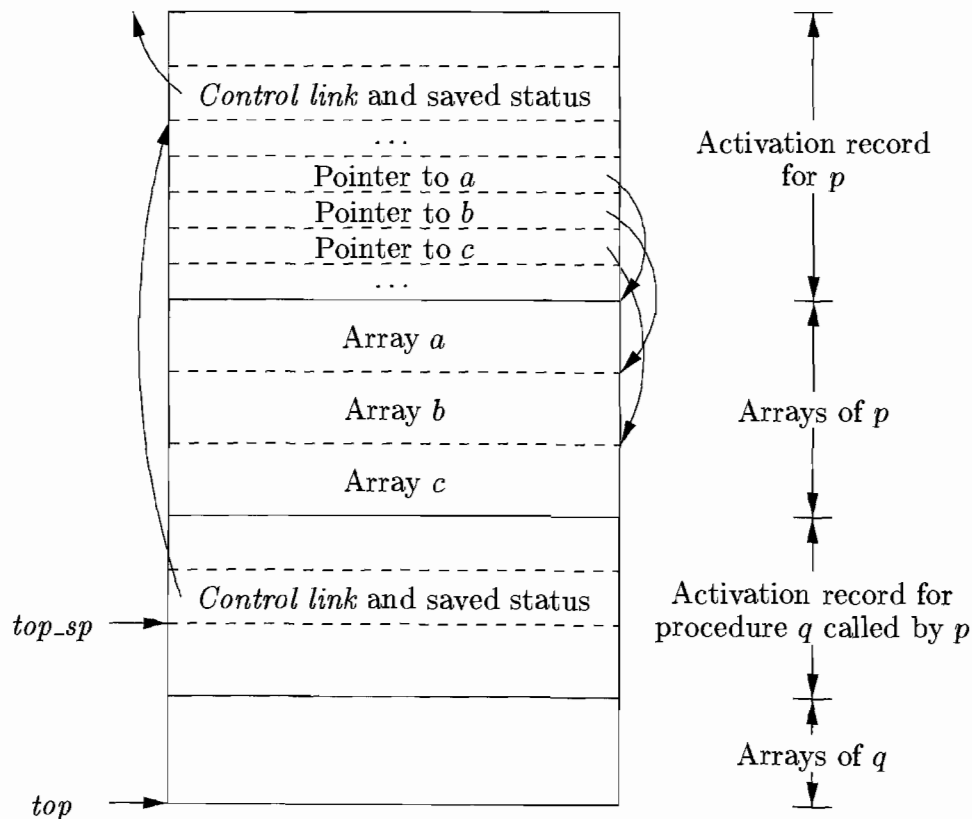 Control link and saved status
...
Pointer to a
Pointer to b
Pointer to c
...
Array a
Array b
Array c
Control link and saved status
top_sp
top
Activation record
for p
Arrays of p
Activation record for
procedure q called by p
Arrays of q